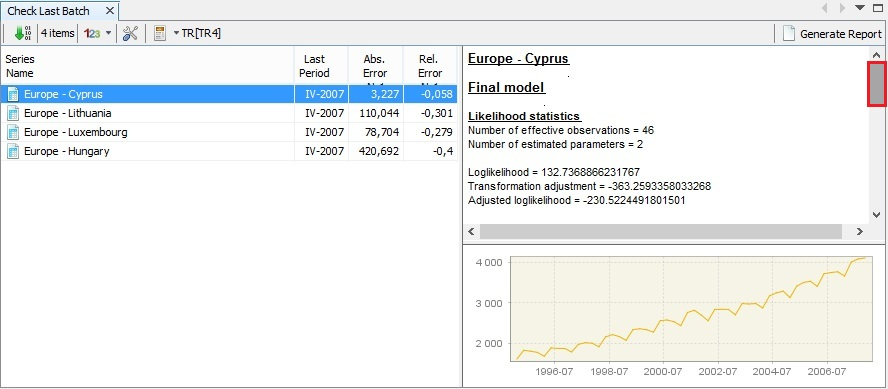 Check Last Batch
4 items 123 TR[TR4] Generate Report
Series Name Last Period Abs. Error Rel. Error
Europe - Cyprus IV-2007 3,227 -0,058
Europe - Lithuania IV-2007 110,044 -0,301
Europe - Luxembourg IV-2007 78,704 -0,279
Europe - Hungary IV-2007 420,692 -0,4
Europe - Cyprus
Final model
Likelihood statistics
Number of effective observations = 46
Number of estimated parameters = 2
Loglikelihood = 132.7368866231767
Transformation adjustment = -363.2593358033268
Adjusted loglikelihood = -230.5224491801501
4 000
3 000
2 000
1996-07 1998-07 2000-07 2002-07 2004-07 2006-07